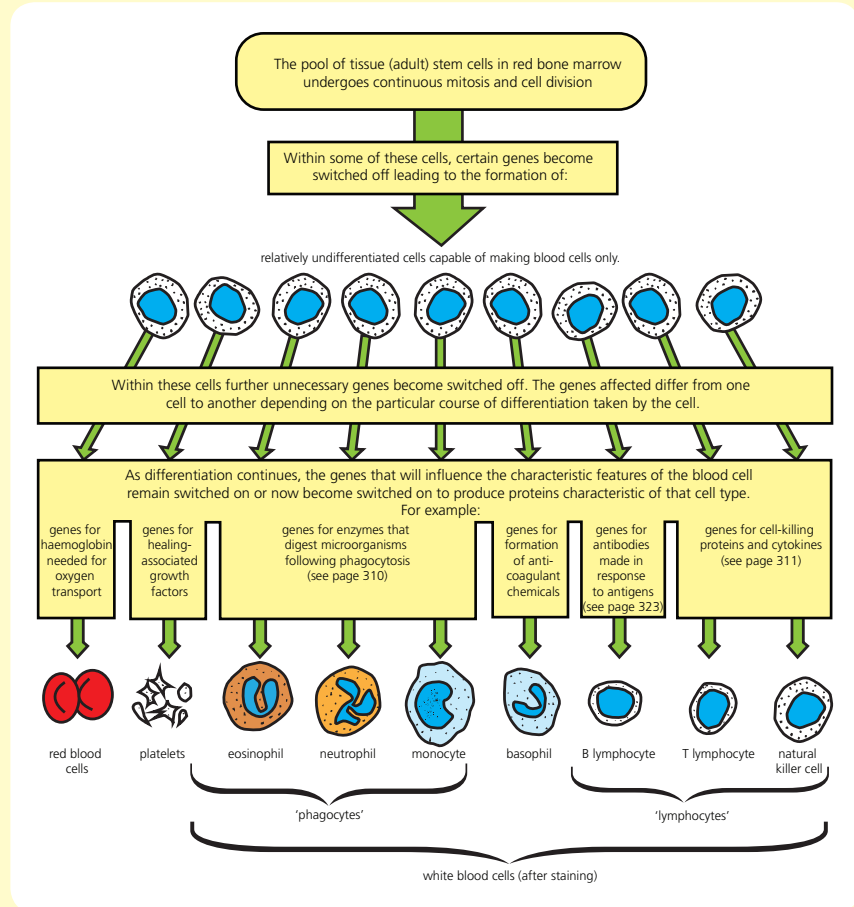 The pool of tissue (adult) stem cells in red bone marrow
undergoes continuous mitosis and cell division
Within some of these cells, certain genes become
switched off leading to the formation of:
relatively undifferentiated cells capable of making blood cells only.
Within these cells further unnecessary genes become switched off. The genes affected differ from one
cell to another depending on the particular course of differentiation taken by the cell.
As differentiation continues, the genes that will influence the characteristic features of the blood cell
remain switched on or now become switched on to produce proteins characteristic of that cell type.
For example:
genes for
haemoglobin
needed for
oxygen
transport
genes for
healing-
associated
growth
factors
genes for enzymes that
digest microorganisms
following phagocytosis
(see page 310)
genes for
formation
of anti-
coagulant
chemicals
genes for
antibodies
made in
response
to antigens
(see page 323)
genes for cell-killing
proteins and cytokines
(see page 311)
red blood
cells
platelets
eosinophil
neutrophil
monocyte
basophil
B lymphocyte
T lymphocyte
natural
killer cell
'phagocytes'
'lymphocytes'
white blood cells (after staining)